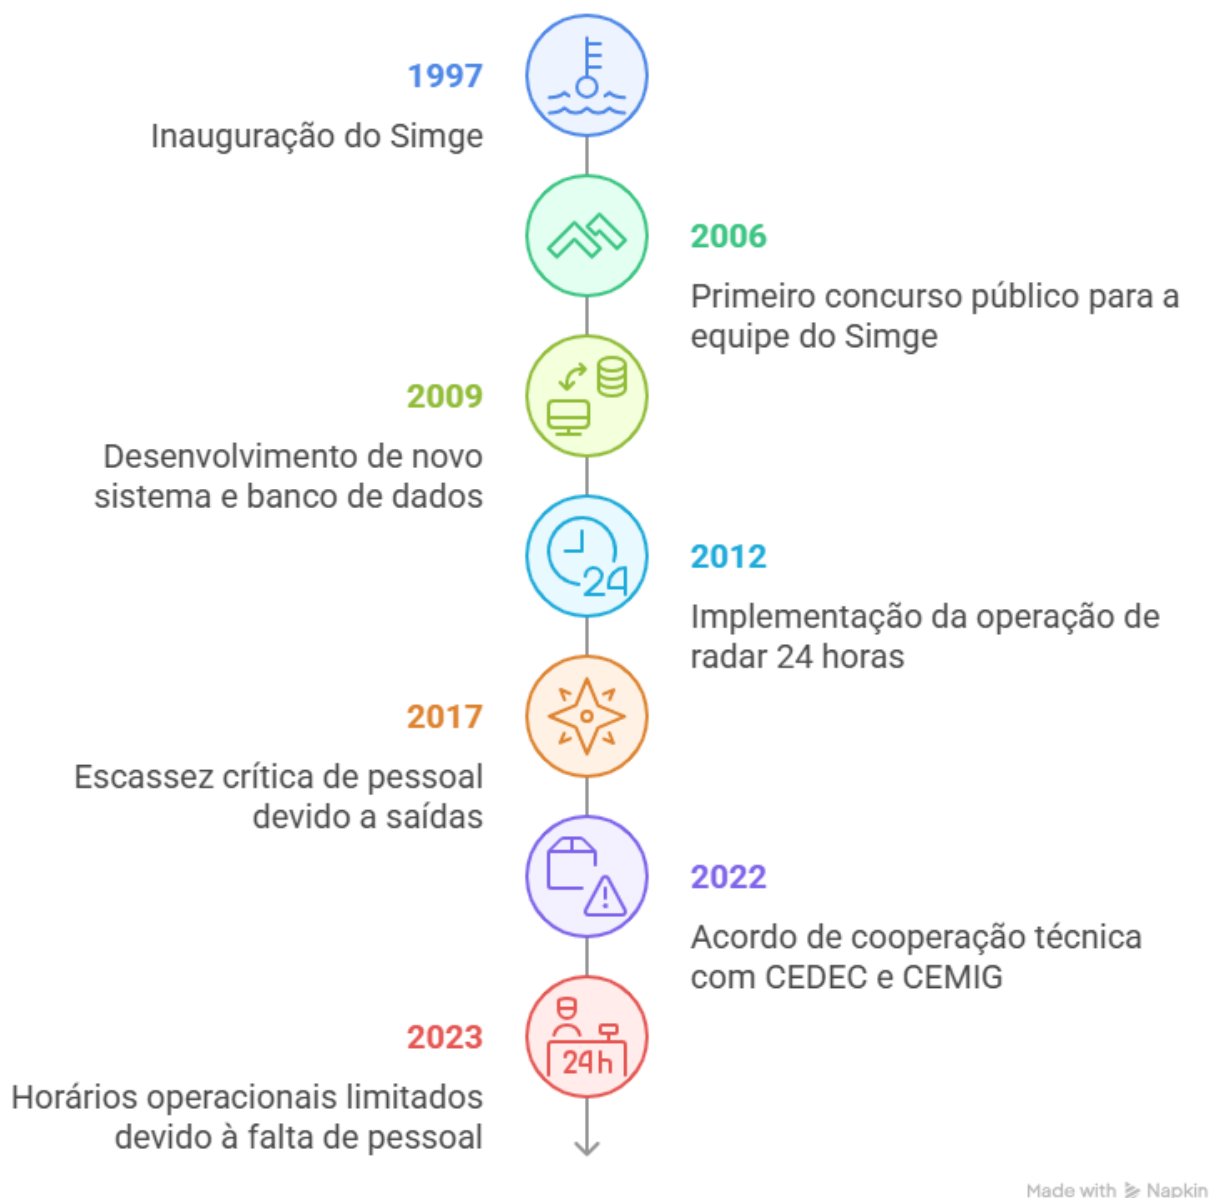 1997
Inauguração do Simge
2006
Primeiro concurso público para a
equipe do Simge
2009
Desenvolvimento de novo
sistema e banco de dados
24
2012
Implementação da operação de
radar 24 horas
2017
Escassez crítica de pessoal
devido a saídas
2022
Acordo de cooperação técnica
com CEDEC e CEMIG
24h
2023
Horários operacionais limitados
devido à falta de pessoal
Made with Napkin